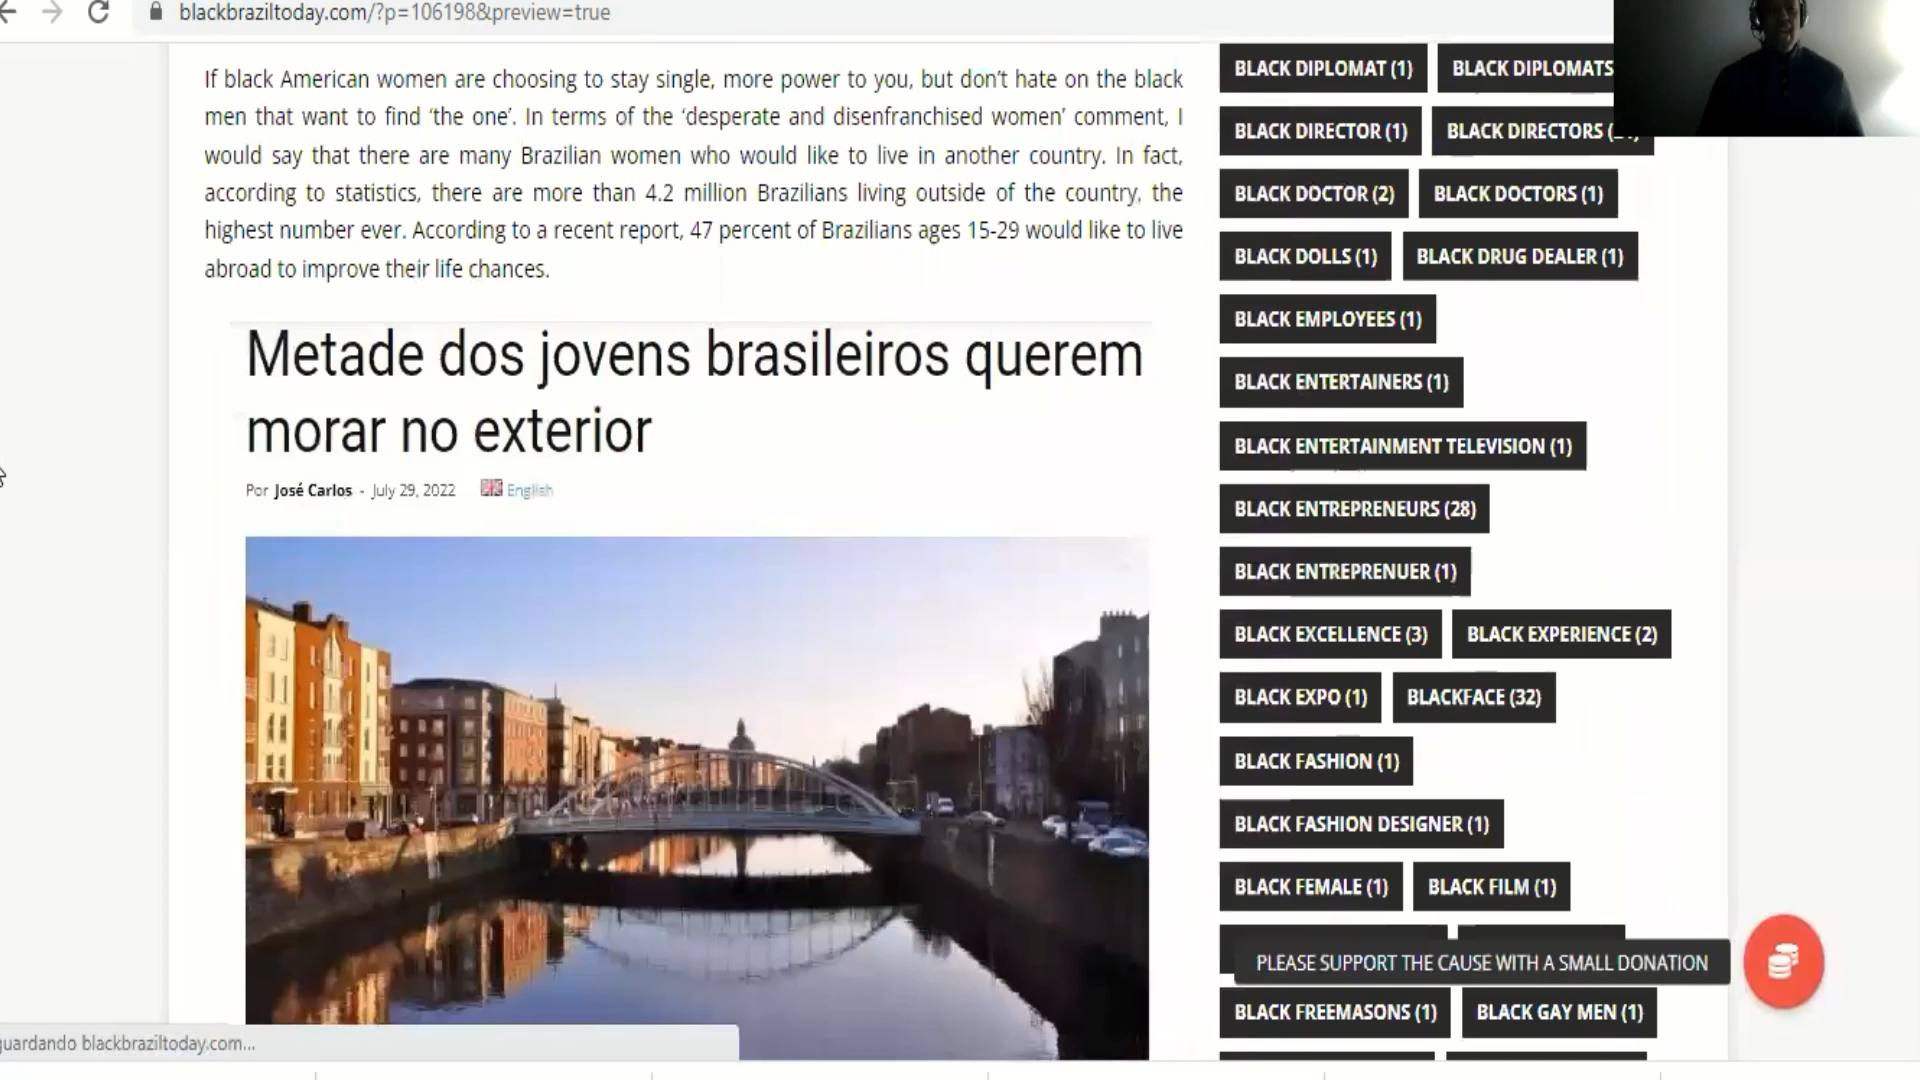 blackbraziltoday.com/?p=106198&preview=true
If black American women are choosing to stay single, more power to you, but don't hate on the black
men that want to find 'the one'. In terms of the 'desperate and disenfranchised women' comment, I
would say that there are many Brazilian women who would like to live in another country. In fact,
according to statistics, there are more than 4.2 million Brazilians living outside of the country, the
highest number ever. According to a recent report, 47 percent of Brazilians ages 15-29 would like to live
abroad to improve their life chances.
Metade dos jovens brasileiros querem
morar no exterior
Por José Carlos - July 29, 2022 English
BLACK DIPLOMAT (1) BLACK DIPLOMATS
BLACK DIRECTOR (1) BLACK DIRECTORS
BLACK DOCTOR (2) BLACK DOCTORS (1)
BLACK DOLLS (1) BLACK DRUG DEALER (1)
BLACK EMPLOYEES (1)
BLACK ENTERTAINERS (1)
BLACK ENTERTAINMENT TELEVISION (1)
BLACK ENTREPRENEURS (28)
BLACK ENTREPRENUER (1)
BLACK EXCELLENCE (3) BLACK EXPERIENCE (2)
BLACK EXPO (1) BLACKFACE (32)
BLACK FASHION (1)
BLACK FASHION DESIGNER (1)
BLACK FEMALE (1) BLACK FILM (1)
PLEASE SUPPORT THE CAUSE WITH A SMALL DONATION
BLACK FREEMASONS (1) BLACK GAY MEN (1)
guardando blackbraziltoday.com...